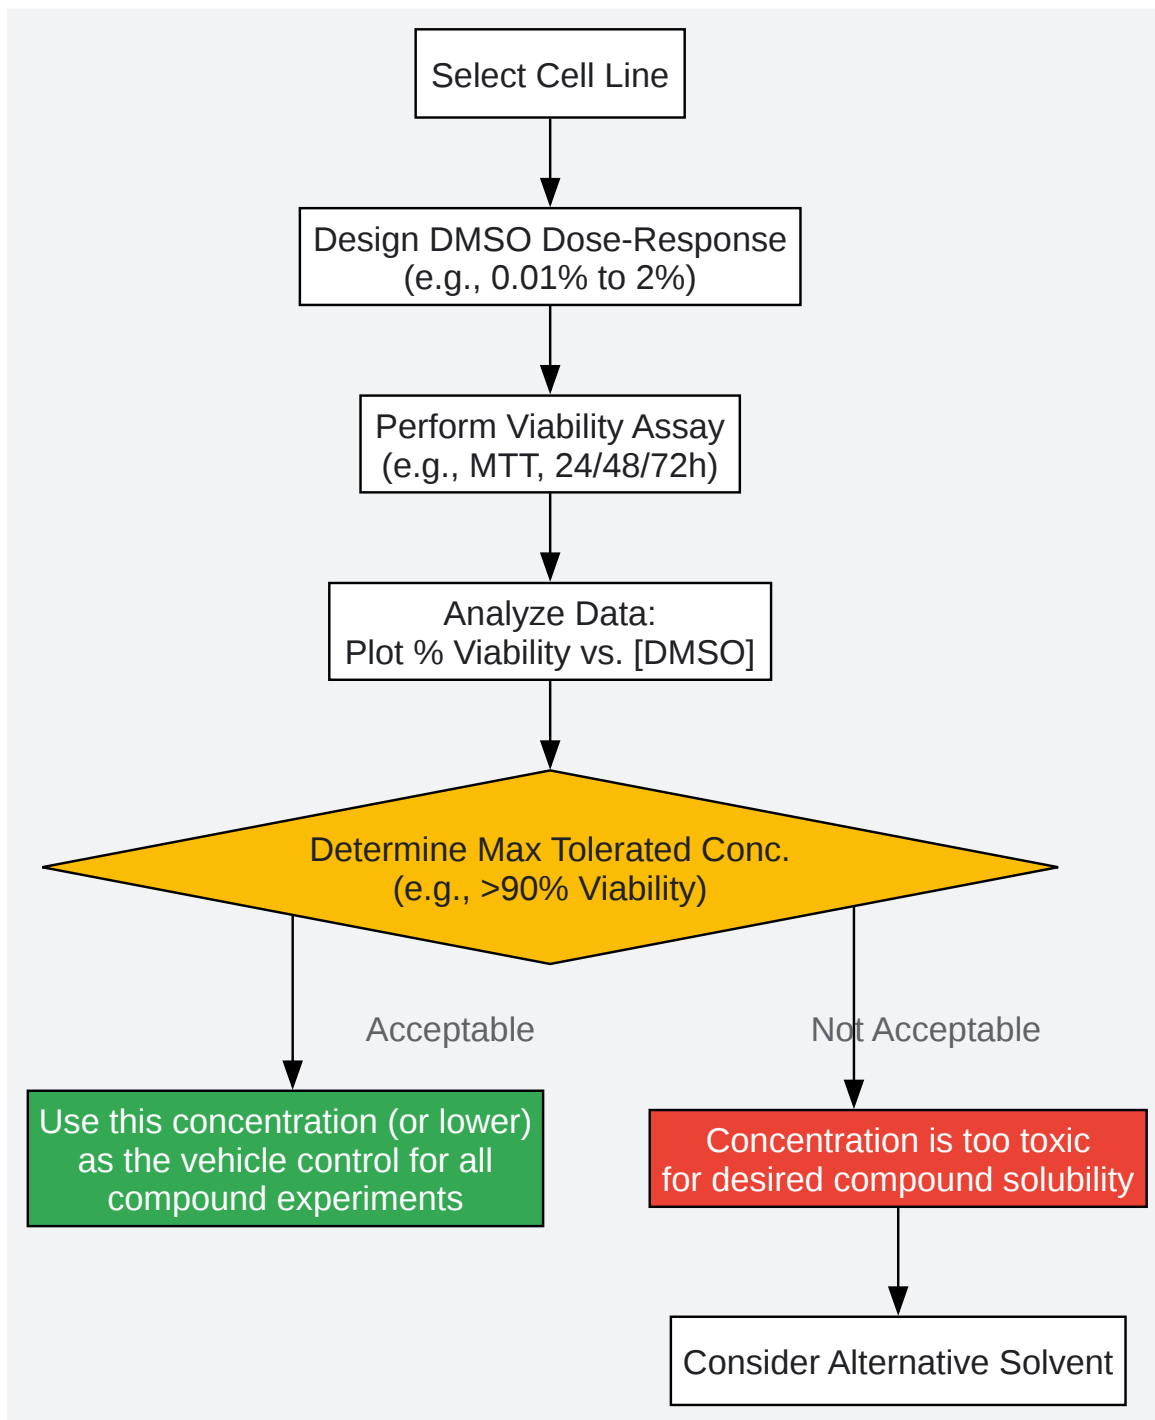 Select Cell Line
Design DMSO Dose-Response
(e.g., 0.01% to 2%)
Perform Viability Assay
(e.g., MTT, 24/48/72h)
Analyze Data:
Plot % Viability vs. [DMSO]
Determine Max Tolerated Conc.
(e.g., >90% Viability)
Acceptable
Not Acceptable
Use this concentration (or lower)
as the vehicle control for all
compound experiments
Concentration is too toxic
for desired compound solubility
Consider Alternative Solvent